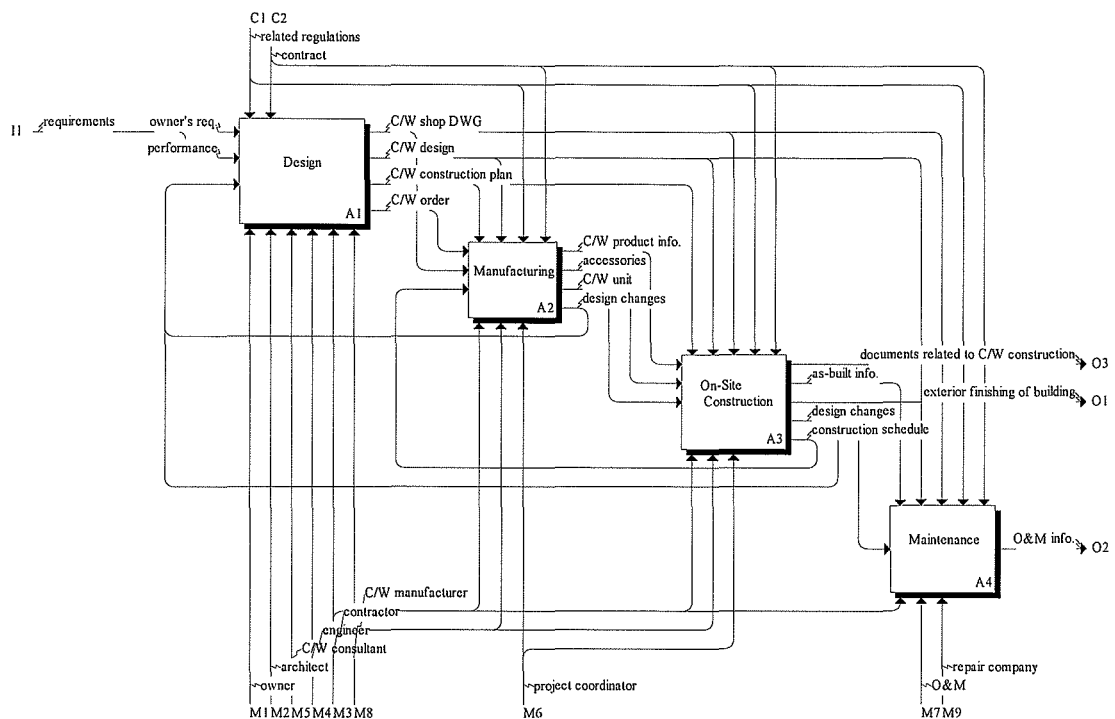 C1 C2
related regulations
contract
I1
requirements
owner's req.
performance
Design
A1
C/W shop DWG
C/W design
C/W construction plan
C/W order
Manufacturing
A2
C/W product info.
accessories
C/W unit
design changes
On-Site
Construction
A3
documents related to C/W construction
O3
as-built info.
exterior finishing of building
O1
design changes
construction schedule
Maintenance
A4
O&M info.
O2
C/W manufacturer
contractor
engineer
C/W consultant
architect
owner
project coordinator
repair company
O&M
M1 M2 M5 M4 M3 M8
M6
M7 M9